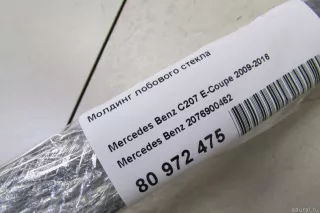 Молдинг лобового стекла
Mercedes Benz C207 E-Coupe 2009-2016
Mercedes Benz 2076900462
80 972 475